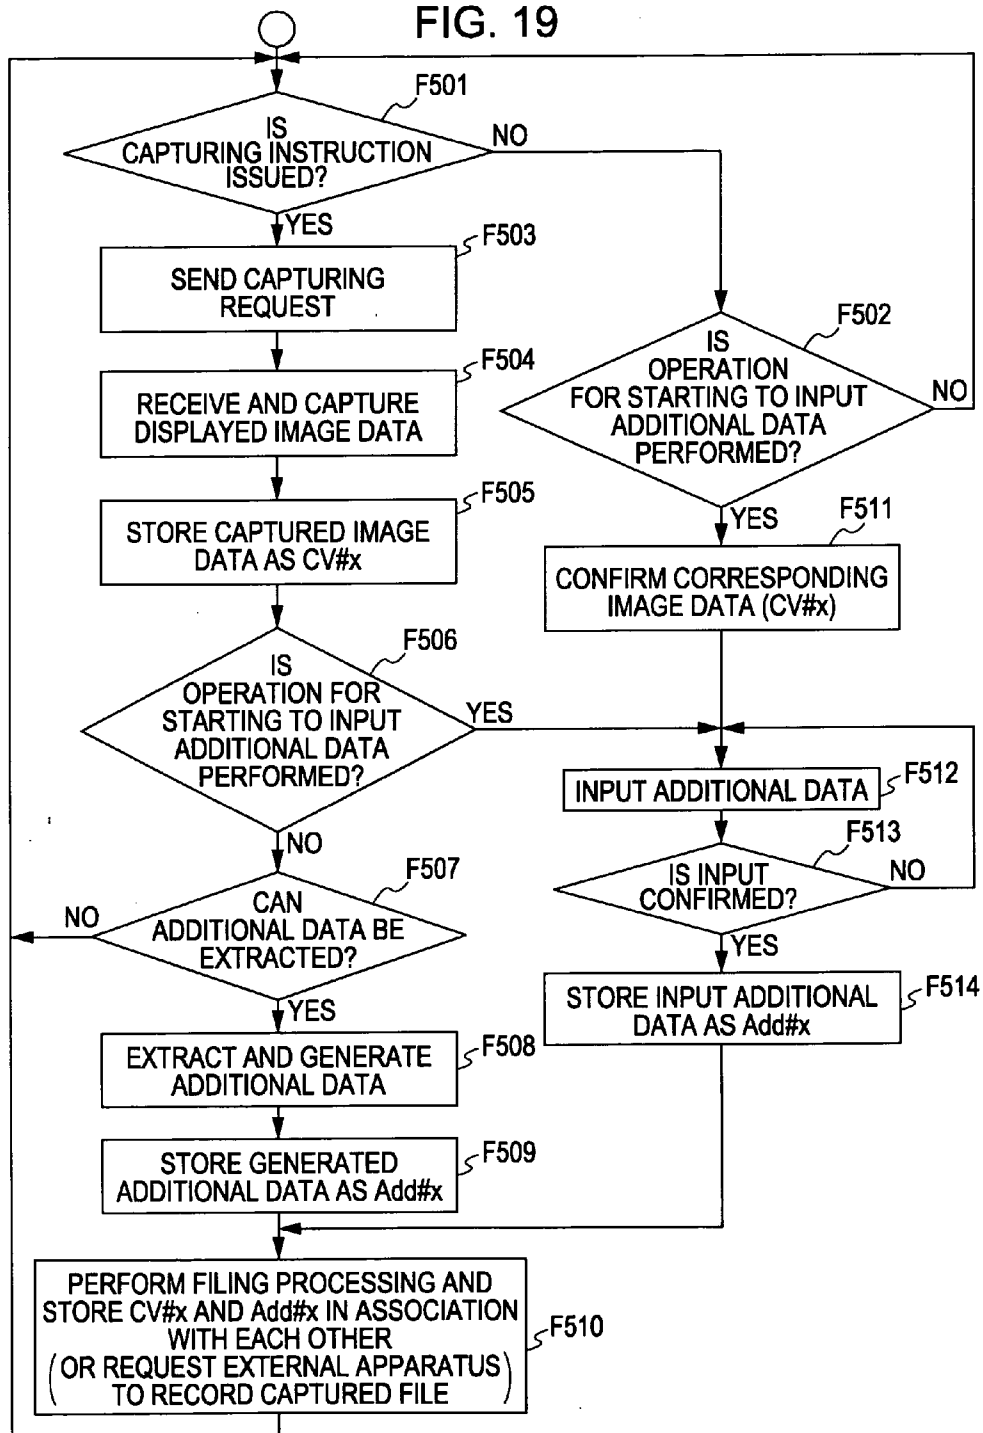 FIG. 19
F501
IS
CAPTURING INSTRUCTION
ISSUED?
NO
YES
F503
SEND CAPTURING
REQUEST
F502
IS
OPERATION
FOR STARTING TO INPUT
ADDITIONAL DATA
PERFORMED?
NO
YES
F504
RECEIVE AND CAPTURE
DISPLAYED IMAGE DATA
F505
STORE CAPTURED IMAGE
DATA AS CV#x
F511
CONFIRM CORRESPONDING
IMAGE DATA (CV#x)
F506
IS
OPERATION FOR
STARTING TO INPUT
ADDITIONAL DATA
PERFORMED?
YES
NO
F512
INPUT ADDITIONAL DATA
F513
IS INPUT
CONFIRMED?
NO
YES
F507
CAN
ADDITIONAL DATA BE
EXTRACTED?
NO
YES
F514
STORE INPUT ADDITIONAL
DATA AS Add#x
F508
EXTRACT AND GENERATE
ADDITIONAL DATA
F509
STORE GENERATED
ADDITIONAL DATA AS Add#x
PERFORM FILING PROCESSING AND
STORE CV#x AND Add#x IN ASSOCIATION
WITH EACH OTHER
(OR REQUEST EXTERNAL APPARATUS
TO RECORD CAPTURED FILE)
F510